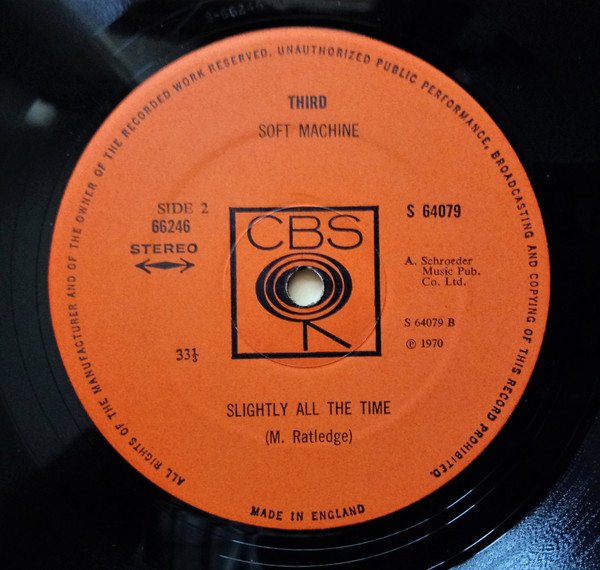 ALL RIGHTS OF THE MANUFACTURER AND OF THE OWNER OF THE RECORDED WORK RESERVED. UNAUTHORIZED PUBLIC PERFORMANCE, BROADCASTING AND COPYING OF THIS RECORD PROHIBITED.
THIRD
SOFT MACHINE
SIDE 2
66246
STEREO
CBS
S 64079
A. Schroeder
Music Pub.
Co. Ltd.
S 64079 B
℗ 1970
33⅓
SLIGHTLY ALL THE TIME
(M. Ratledge)
MADE IN ENGLAND